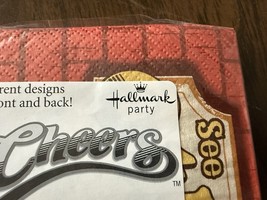 rent designs
ont and back!
Hallmark
party
Cheers
TM
See